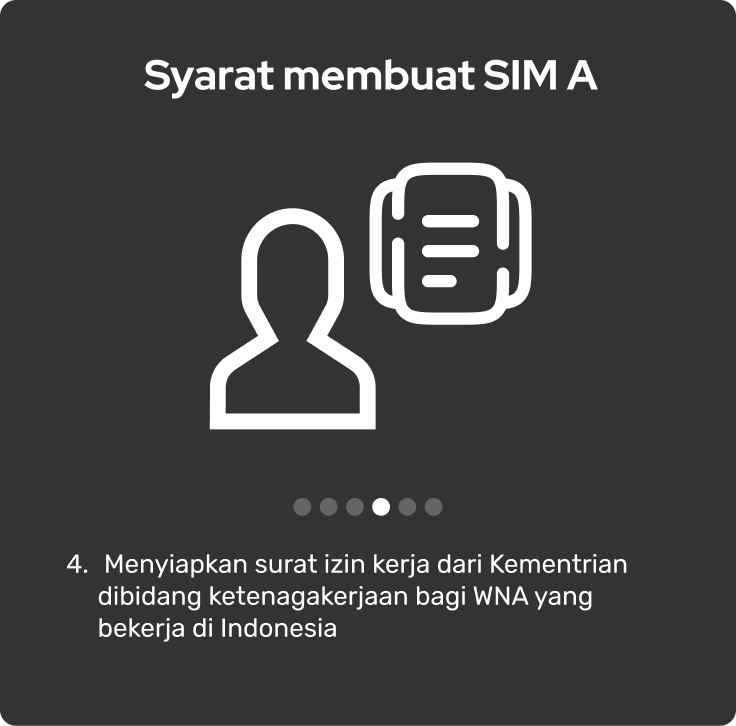 Syarat membuat SIM A
4. Menyiapkan surat izin kerja dari Kementrian
dibidang ketenagakerjaan bagi WNA yang
bekerja di Indonesia